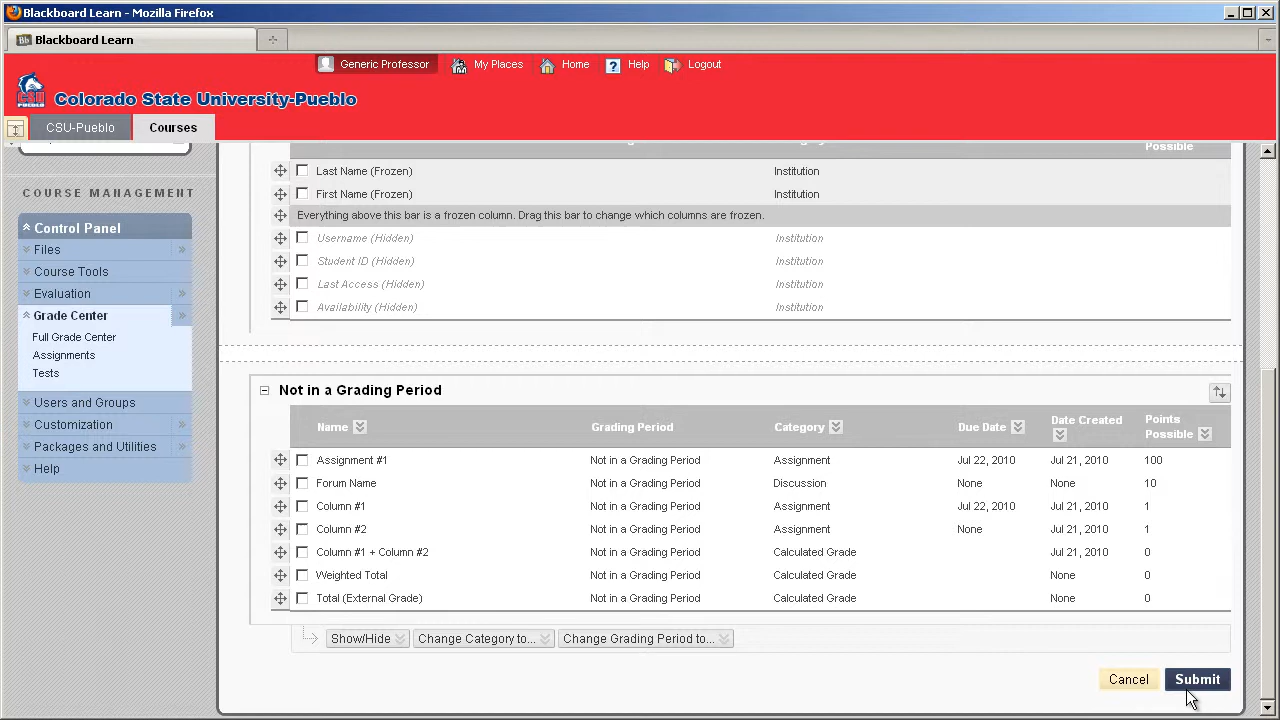 Blackboard Learn - Mozilla Firefox
Bb Blackboard Learn
Generic Professor My Places Home ? Help Logout
CSU
PUEBLO
Colorado State University-Pueblo
CSU-Pueblo Courses
Possible
COURSE MANAGEMENT
Control Panel
Files
Course Tools
Evaluation
Grade Center
Full Grade Center
Assignments
Tests
Users and Groups
Customization
Packages and Utilities
Help
Last Name (Frozen) Institution
First Name (Frozen) Institution
Everything above this bar is a frozen column. Drag this bar to change which columns are frozen.
Username (Hidden) Institution
Student ID (Hidden) Institution
Last Access (Hidden) Institution
Availability (Hidden) Institution
Not in a Grading Period
Name Grading Period Category Due Date Date Created Points Possible
Assignment #1 Not in a Grading Period Assignment Jul 22, 2010 Jul 21, 2010 100
Forum Name Not in a Grading Period Discussion None None 10
Column #1 Not in a Grading Period Assignment Jul 22, 2010 Jul 21, 2010 1
Column #2 Not in a Grading Period Assignment None Jul 21, 2010 1
Column #1 + Column #2 Not in a Grading Period Calculated Grade Jul 21, 2010 0
Weighted Total Not in a Grading Period Calculated Grade None 0
Total (External Grade) Not in a Grading Period Calculated Grade None 0
Show/Hide Change Category to... Change Grading Period to...
Cancel Submit